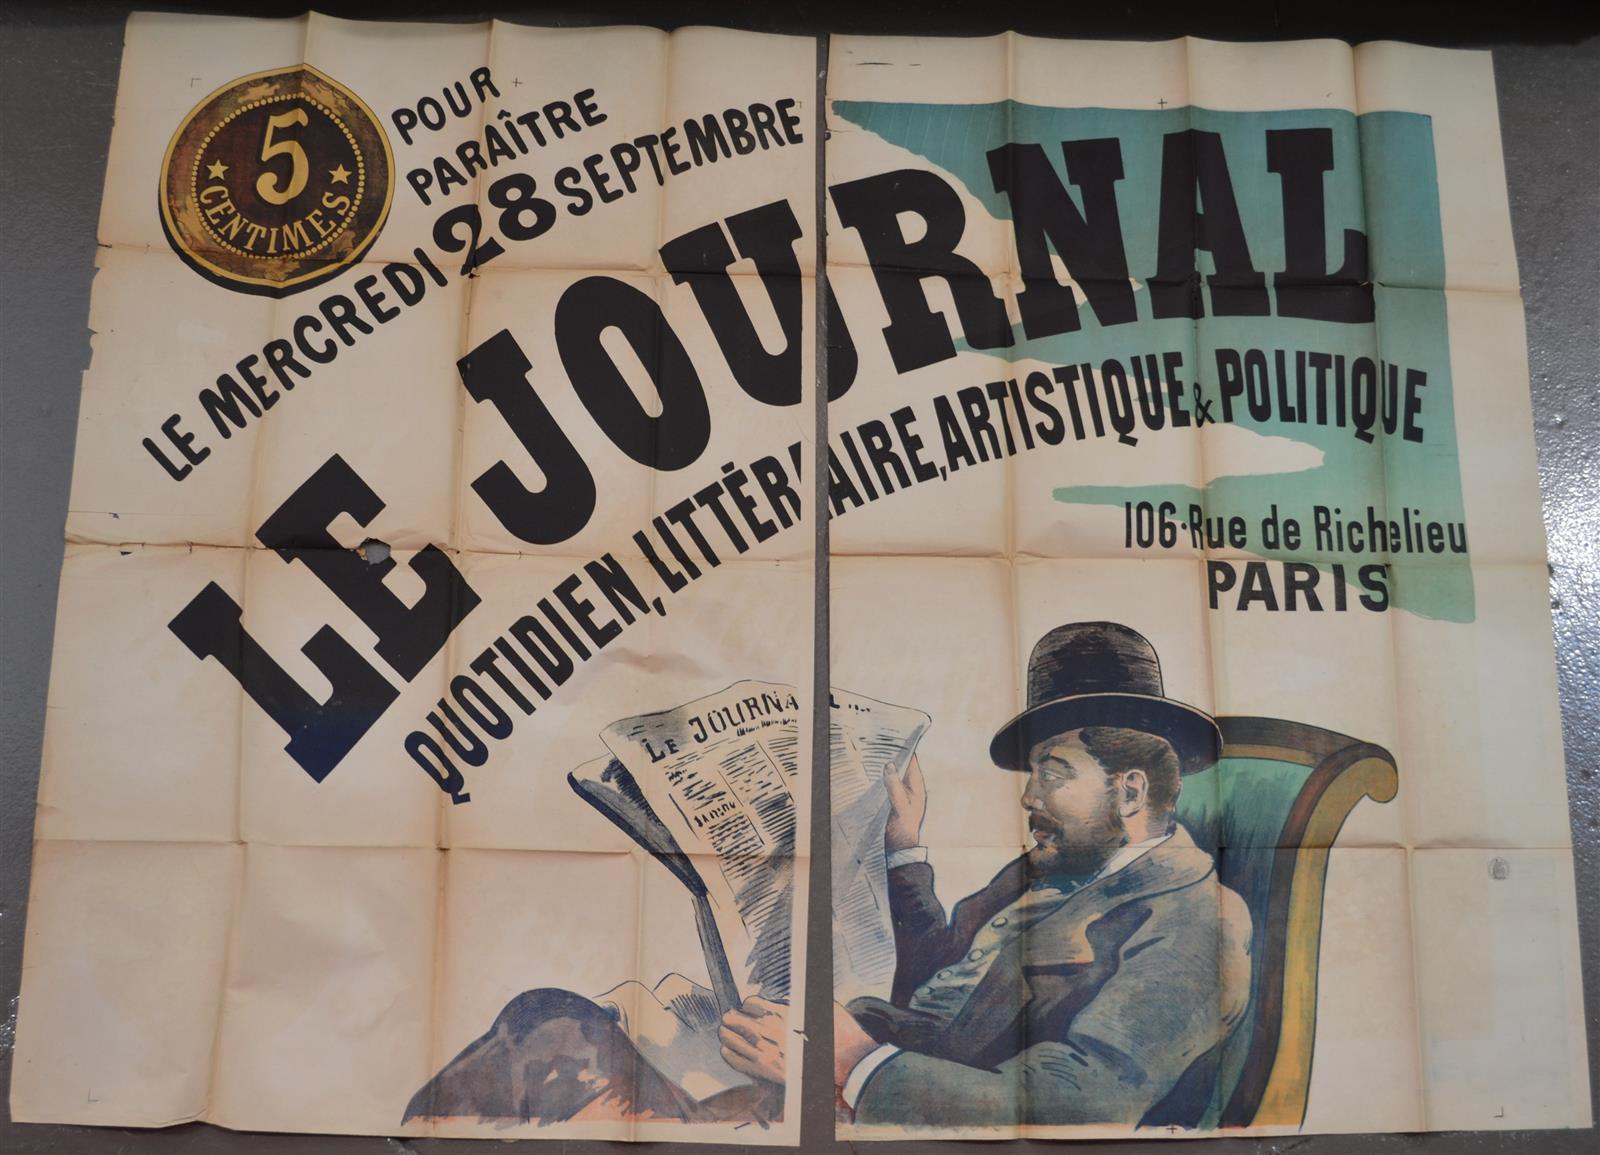 5
CENTIMES
POUR
PARAÎTRE
LE MERCREDI 28 SEPTEMBRE
LE JOURNAL
QUOTIDIEN, LITTÉRAIRE, ARTISTIQUE & POLITIQUE
106·Rue de Richelieu
PARIS
LE JOURNAL